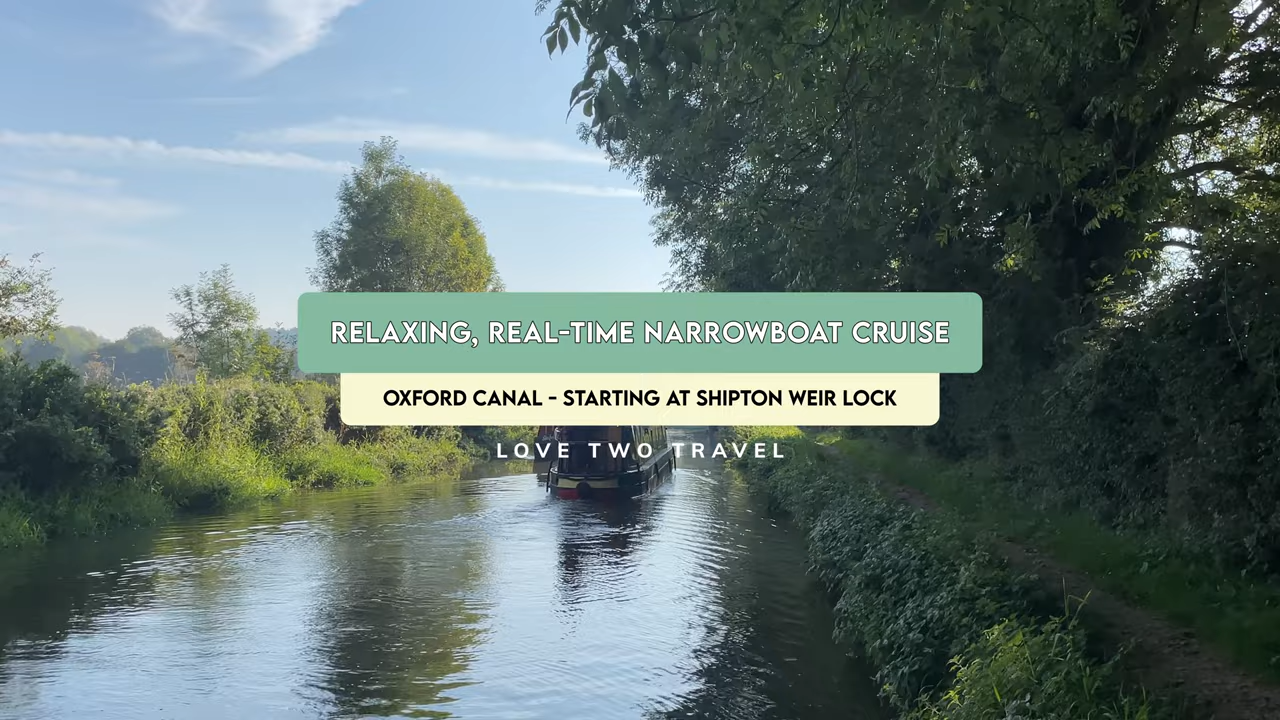 RELAXING, REAL-TIME NARROWBOAT CRUISE
OXFORD CANAL - STARTING AT SHIPTON WEIR LOCK
LOVE TWO TRAVEL